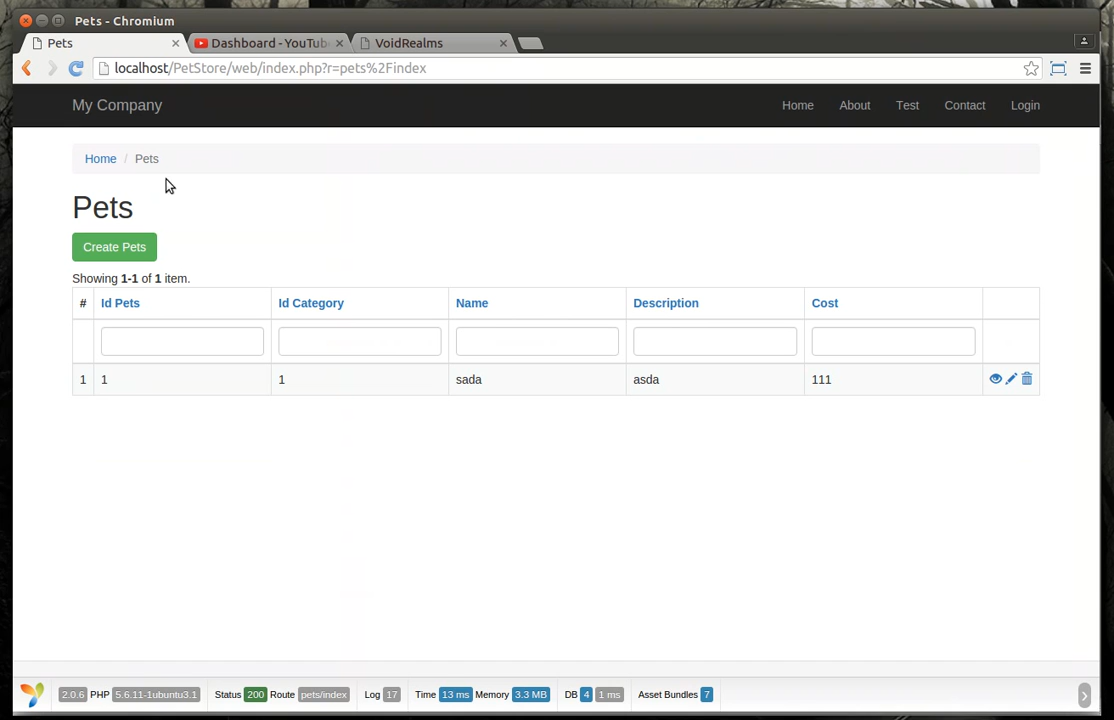 Pets - Chromium
Pets Dashboard - YouTub VoidRealms
localhost/PetStore/web/index.php?r=pets%2Findex
My Company Home About Test Contact Login
Home / Pets
Pets
Create Pets
Showing 1-1 of 1 item.
# Id Pets Id Category Name Description Cost
1 1 1 sada asda 111
2.0.6 PHP 5.6.11-1ubuntu3.1 Status 200 Route pets/index Log 17 Time 13 ms Memory 3.3 MB DB 4 1 ms Asset Bundles 7